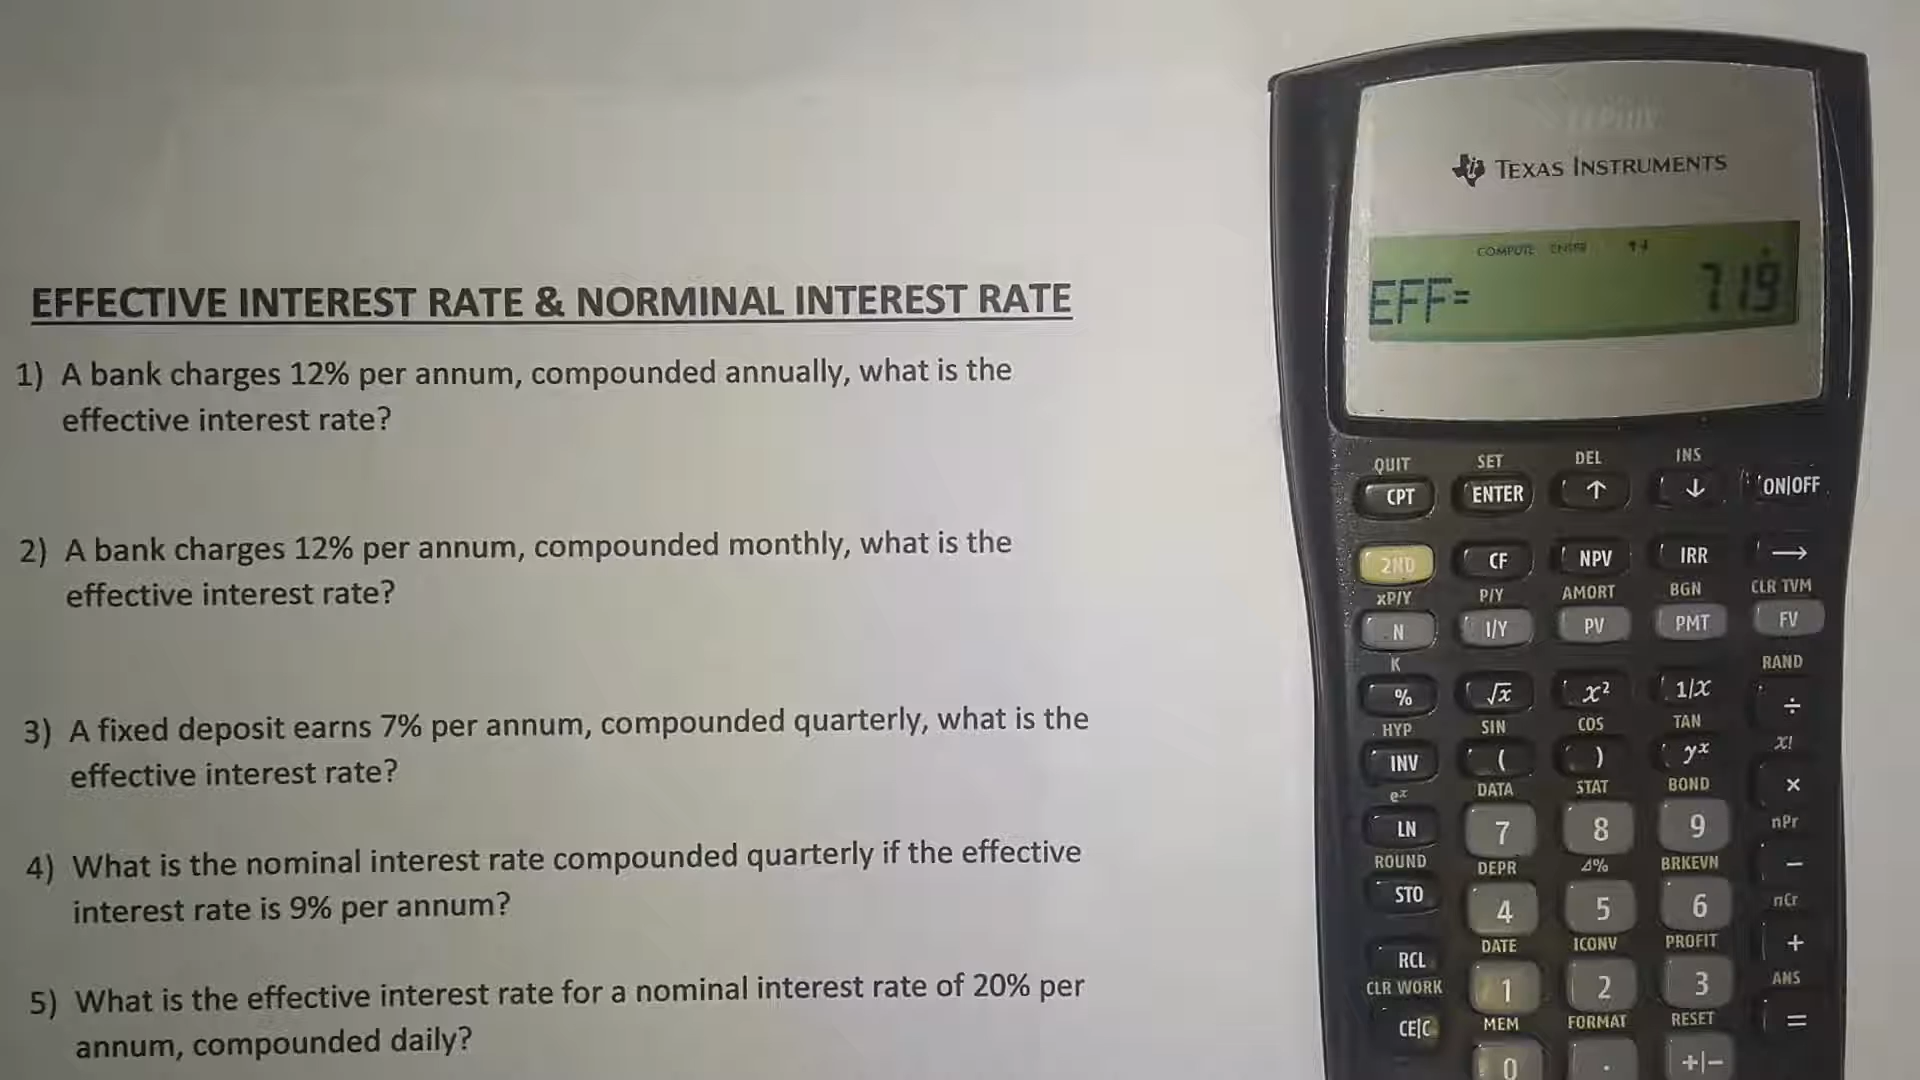 TEXAS INSTRUMENTS
COMPUTE ENTER
EFF= 7.19
EFFECTIVE INTEREST RATE & NORMINAL INTEREST RATE
1) A bank charges 12% per annum, compounded annually, what is the
effective interest rate?
2) A bank charges 12% per annum, compounded monthly, what is the
effective interest rate?
3) A fixed deposit earns 7% per annum, compounded quarterly, what is the
effective interest rate?
4) What is the nominal interest rate compounded quarterly if the effective
interest rate is 9% per annum?
5) What is the effective interest rate for a nominal interest rate of 20% per
annum, compounded daily?
QUIT SET DEL INS
CPT ENTER ↑ ↓ ON|OFF
2ND CF NPV IRR →
xP/Y P/Y AMORT BGN CLR TVM
N I/Y PV PMT FV
K RAND
% √x x² 1/x ÷
HYP SIN COS TAN x!
INV ( ) yˣ ×
eˣ DATA STAT BOND nPr
LN 7 8 9 −
ROUND DEPR Δ% BRKEVN nCr
STO 4 5 6 +
DATE ICONV PROFIT ANS
RCL 1 2 3 =
CLR WORK MEM FORMAT RESET
CE|C 0 . +|−